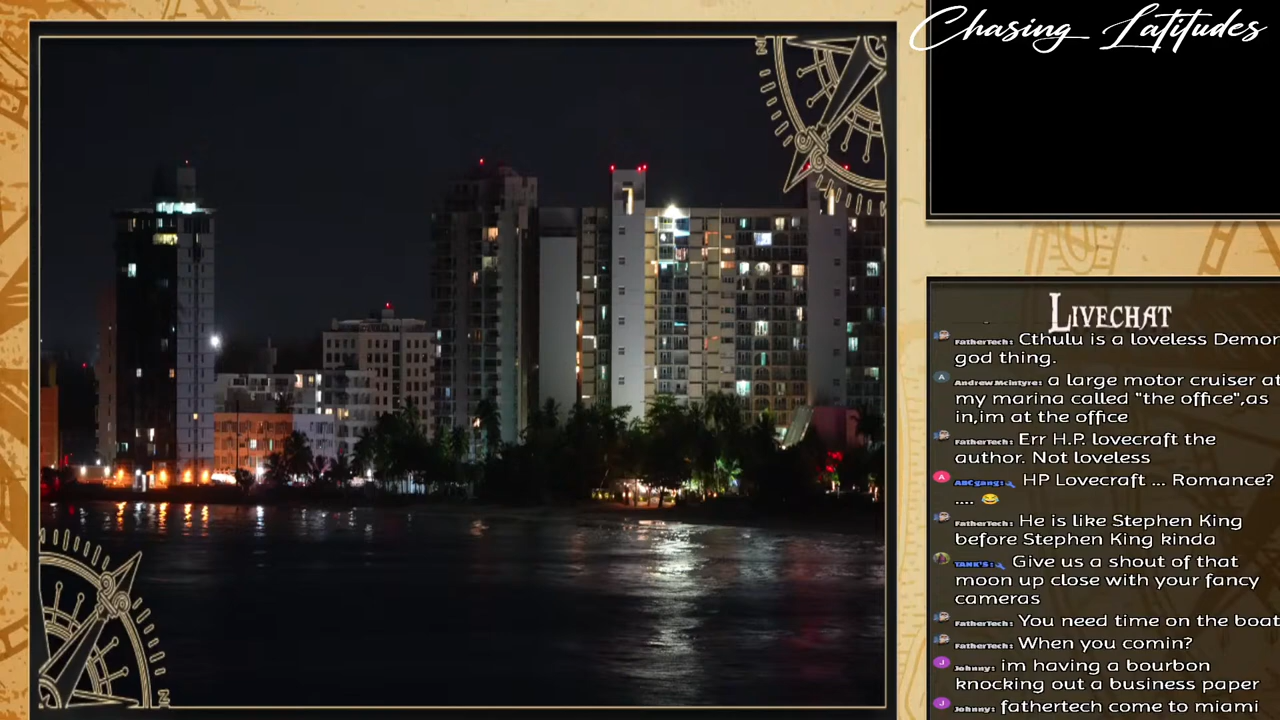 Chasing Latitudes
Livechat
FatherTech: Cthulu is a loveless Demon
god thing.
Andrew McIntyre: a large motor cruiser at
my marina called "the office",as
in,im at the office
FatherTech: Err H.P. lovecraft the
author. Not loveless
ABCgang: HP Lovecraft ... Romance?
.... 😂
FatherTech: He is like Stephen King
before Stephen King kinda
TANK'S: Give us a shout of that
moon up close with your fancy
cameras
FatherTech: You need time on the boat
FatherTech: When you comin?
Johnny: im having a bourbon
knocking out a business paper
Johnny: fathertech come to miami